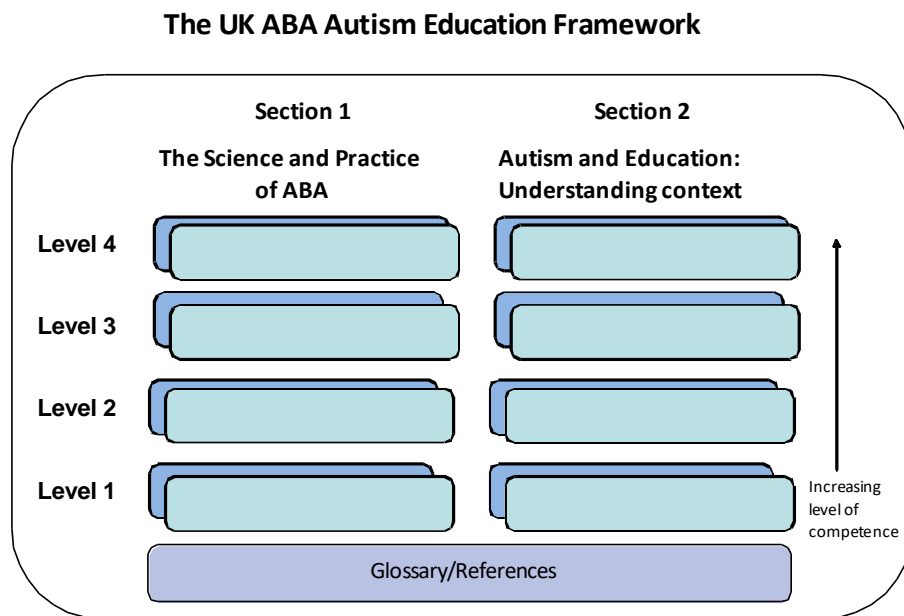 The UK ABA Autism Education Framework
Section 1
Section 2
The Science and Practice
of ABA
Autism and Education:
Understanding context
Level 4
Level 3
Level 2
Level 1
Increasing
level of
competence
Glossary/References